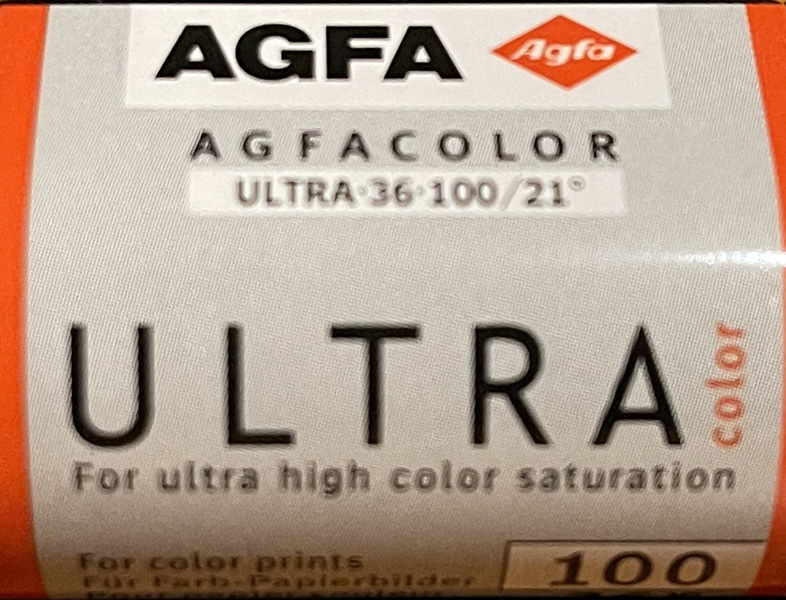 AGFA Agfa
AGFACOLOR
ULTRA·36·100/21°
ULTRA color
For ultra high color saturation
For color prints
Für Farb-Papierbilder
100